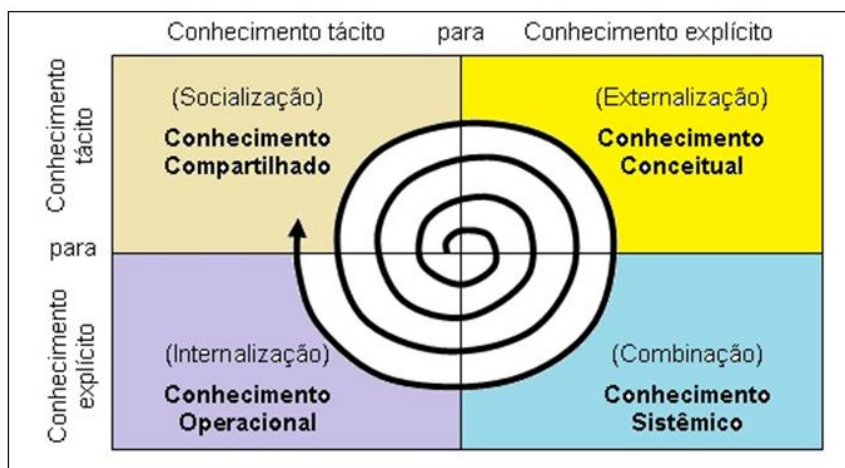 Conhecimento tácito para Conhecimento explícito
Conhecimento
tácito
para
Conhecimento
explícito
(Socialização)
Conhecimento
Compartilhado
(Externalização)
Conhecimento
Conceitual
(Internalização)
Conhecimento
Operacional
(Combinação)
Conhecimento
Sistêmico